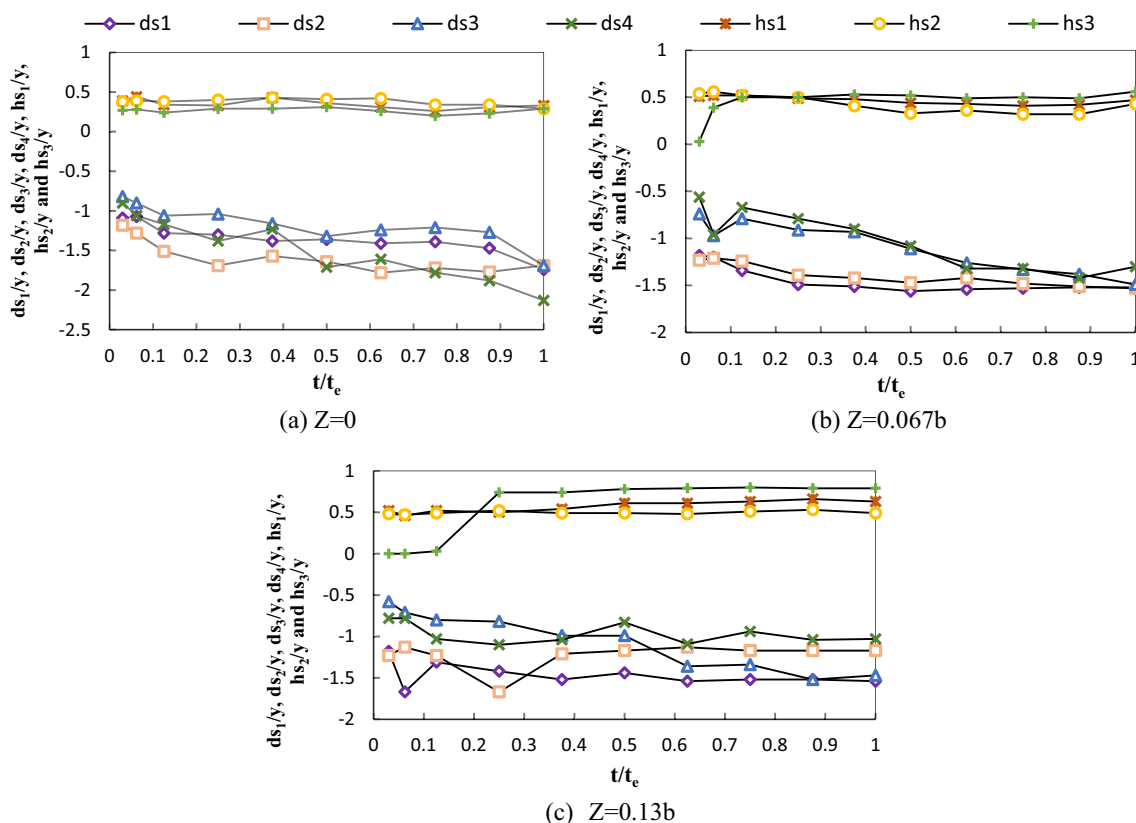 ds1 ds2 ds3 ds4 hs1 hs2 hs3
ds₁/y, ds₂/y, ds₃/y, ds₄/y, hs₁/y,
hs₂/y and hs₃/y
1
0.5
0
-0.5
-1
-1.5
-2
-2.5
0 0.1 0.2 0.3 0.4 0.5 0.6 0.7 0.8 0.9 1
t/tₑ
(a) Z=0
ds₁/y, ds₂/y, ds₃/y, ds₄/y, hs₁/y,
hs₂/y and hs₃/y
1
0.5
0
-0.5
-1
-1.5
-2
0 0.1 0.2 0.3 0.4 0.5 0.6 0.7 0.8 0.9 1
t/tₑ
(b) Z=0.067b
ds₁/y, ds₂/y, ds₃/y, ds₄/y, hs₁/y,
hs₂/y and hs₃/y
1
0.5
0
-0.5
-1
-1.5
-2
0 0.1 0.2 0.3 0.4 0.5 0.6 0.7 0.8 0.9 1
t/tₑ
(c) Z=0.13b